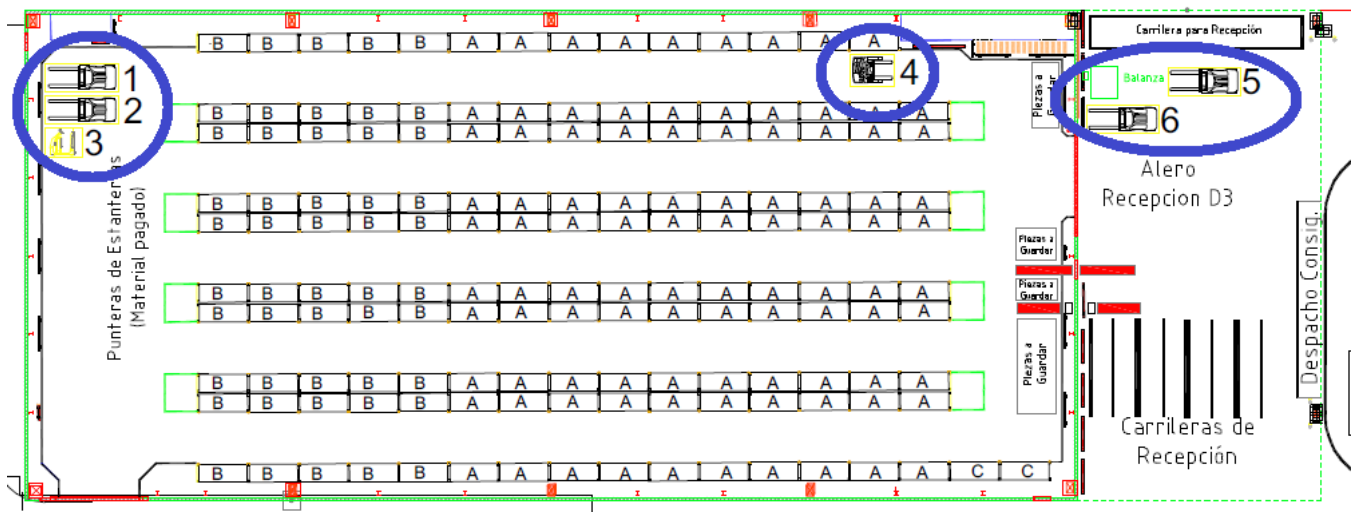 B B B B B A A A A A A A A A
1
2
3
4
Carrilera para Recepción
Balanza
5
6
Piezas a
Guardar
B B B B B A A A A A A A A A A
B B B B B A A A A A A A A A A
Alero
Recepcion D3
Punteras de Estanterías
(Material pagado)
B B B B B A A A A A A A A A A
B B B B B A A A A A A A A A A
Piezas a
Guardar
Despacho Consig.
Piezas a
Guardar
B B B B B A A A A A A A A A A
B B B B B A A A A A A A A A A
Piezas a
Guardar
B B B B B A A A A A A A A A A
B B B B B A A A A A A A A A A
Carrileras de
Recepción
B B B B B A A A A A A A A A A C C